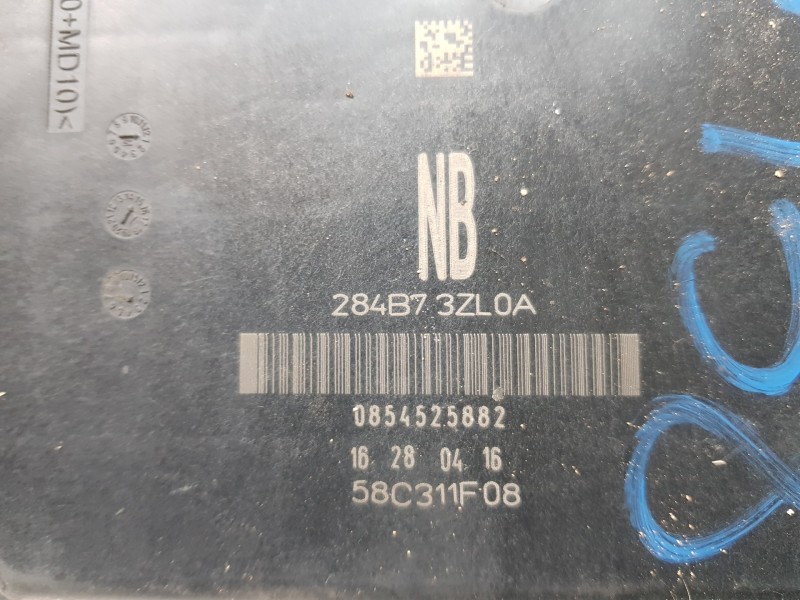 0+MD10)<
NB
284B7 3ZL0A
0854525882
16 28 04 16
58C311F08